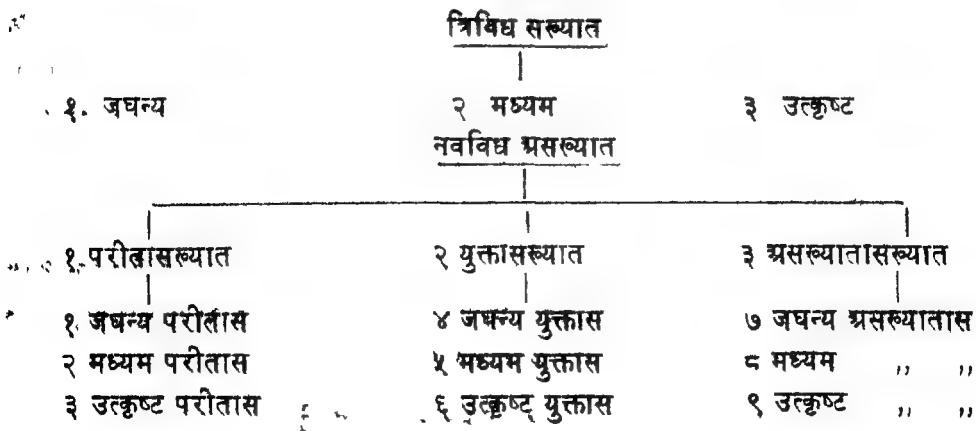 त्रिविध सख्यात
१. जघन्य २ मध्यम ३ उत्कृष्ट
नवविध असख्यात
१. परीतासख्यात २ युक्तासख्यात ३ असख्यातासख्यात
१. जघन्य परीतास ४ जघन्य युक्तास ७ जघन्य असख्यातास
२ मध्यम परीतास ५ मध्यम युक्तास ८ मध्यम ,, ,,
३ उत्कृष्ट परीतास ६ उत्कृष्ट युक्तास ९ उत्कृष्ट ,, ,,